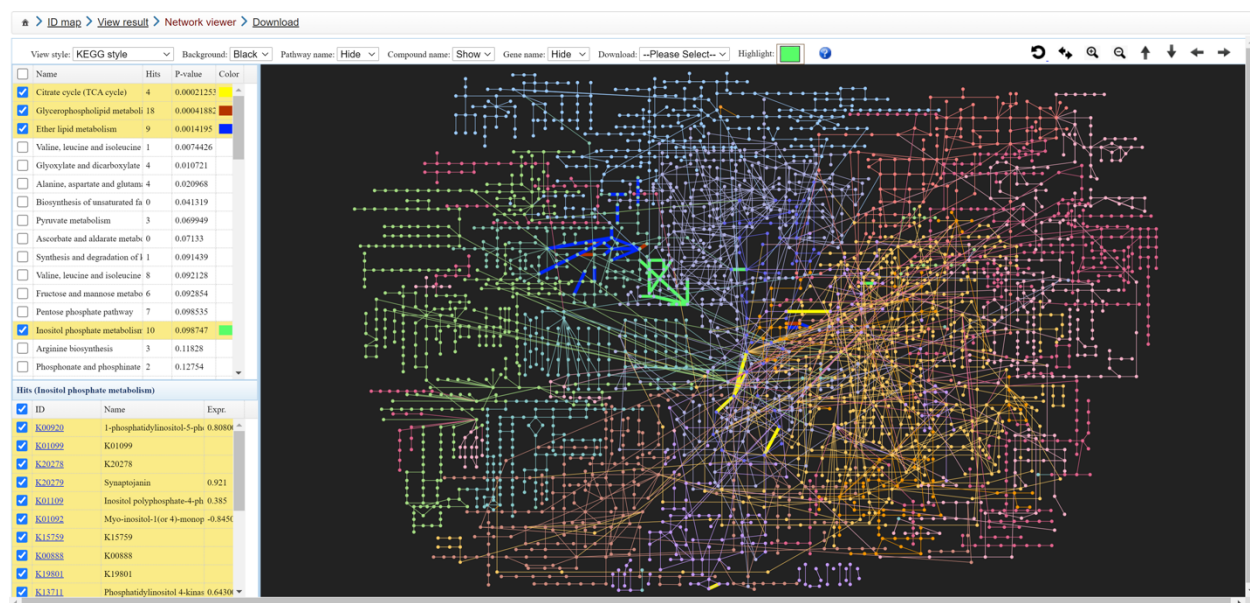 ID map > View result > Network viewer > Download
View style: KEGG style Background: Black Pathway name: Hide Compound name: Show Gene name: Hide Download: --Please Select-- Highlight:
Name Hits P-value Color
Citrate cycle (TCA cycle) 4 0.00021253
Glycerophospholipid metaboli 18 0.00041882
Ether lipid metabolism 9 0.0014195
Valine, leucine and isoleucine 1 0.0074426
Glyoxylate and dicarboxylate 4 0.010721
Alanine, aspartate and glutam 4 0.020968
Biosynthesis of unsaturated fa 0 0.041319
Pyruvate metabolism 3 0.069949
Ascorbate and aldarate metabo 0 0.07133
Synthesis and degradation of k 1 0.091439
Valine, leucine and isoleucine 8 0.092128
Fructose and mannose metabo 6 0.092854
Pentose phosphate pathway 7 0.098535
Inositol phosphate metabolism 10 0.098747
Arginine biosynthesis 3 0.11828
Phosphonate and phosphinate 2 0.12754
Hits (Inositol phosphate metabolism)
ID Name Expr.
K00920 1-phosphatidylinositol-5-pho 0.8080
K01099 K01099
K20278 K20278
K20279 Synaptojanin 0.921
K01109 Inositol polyphosphate-4-ph 0.385
K01092 Myo-inositol-1(or 4)-monop -0.8450
K15759 K15759
K00888 K00888
K19801 K19801
K13711 Phosphatidylinositol 4-kinas 0.6430